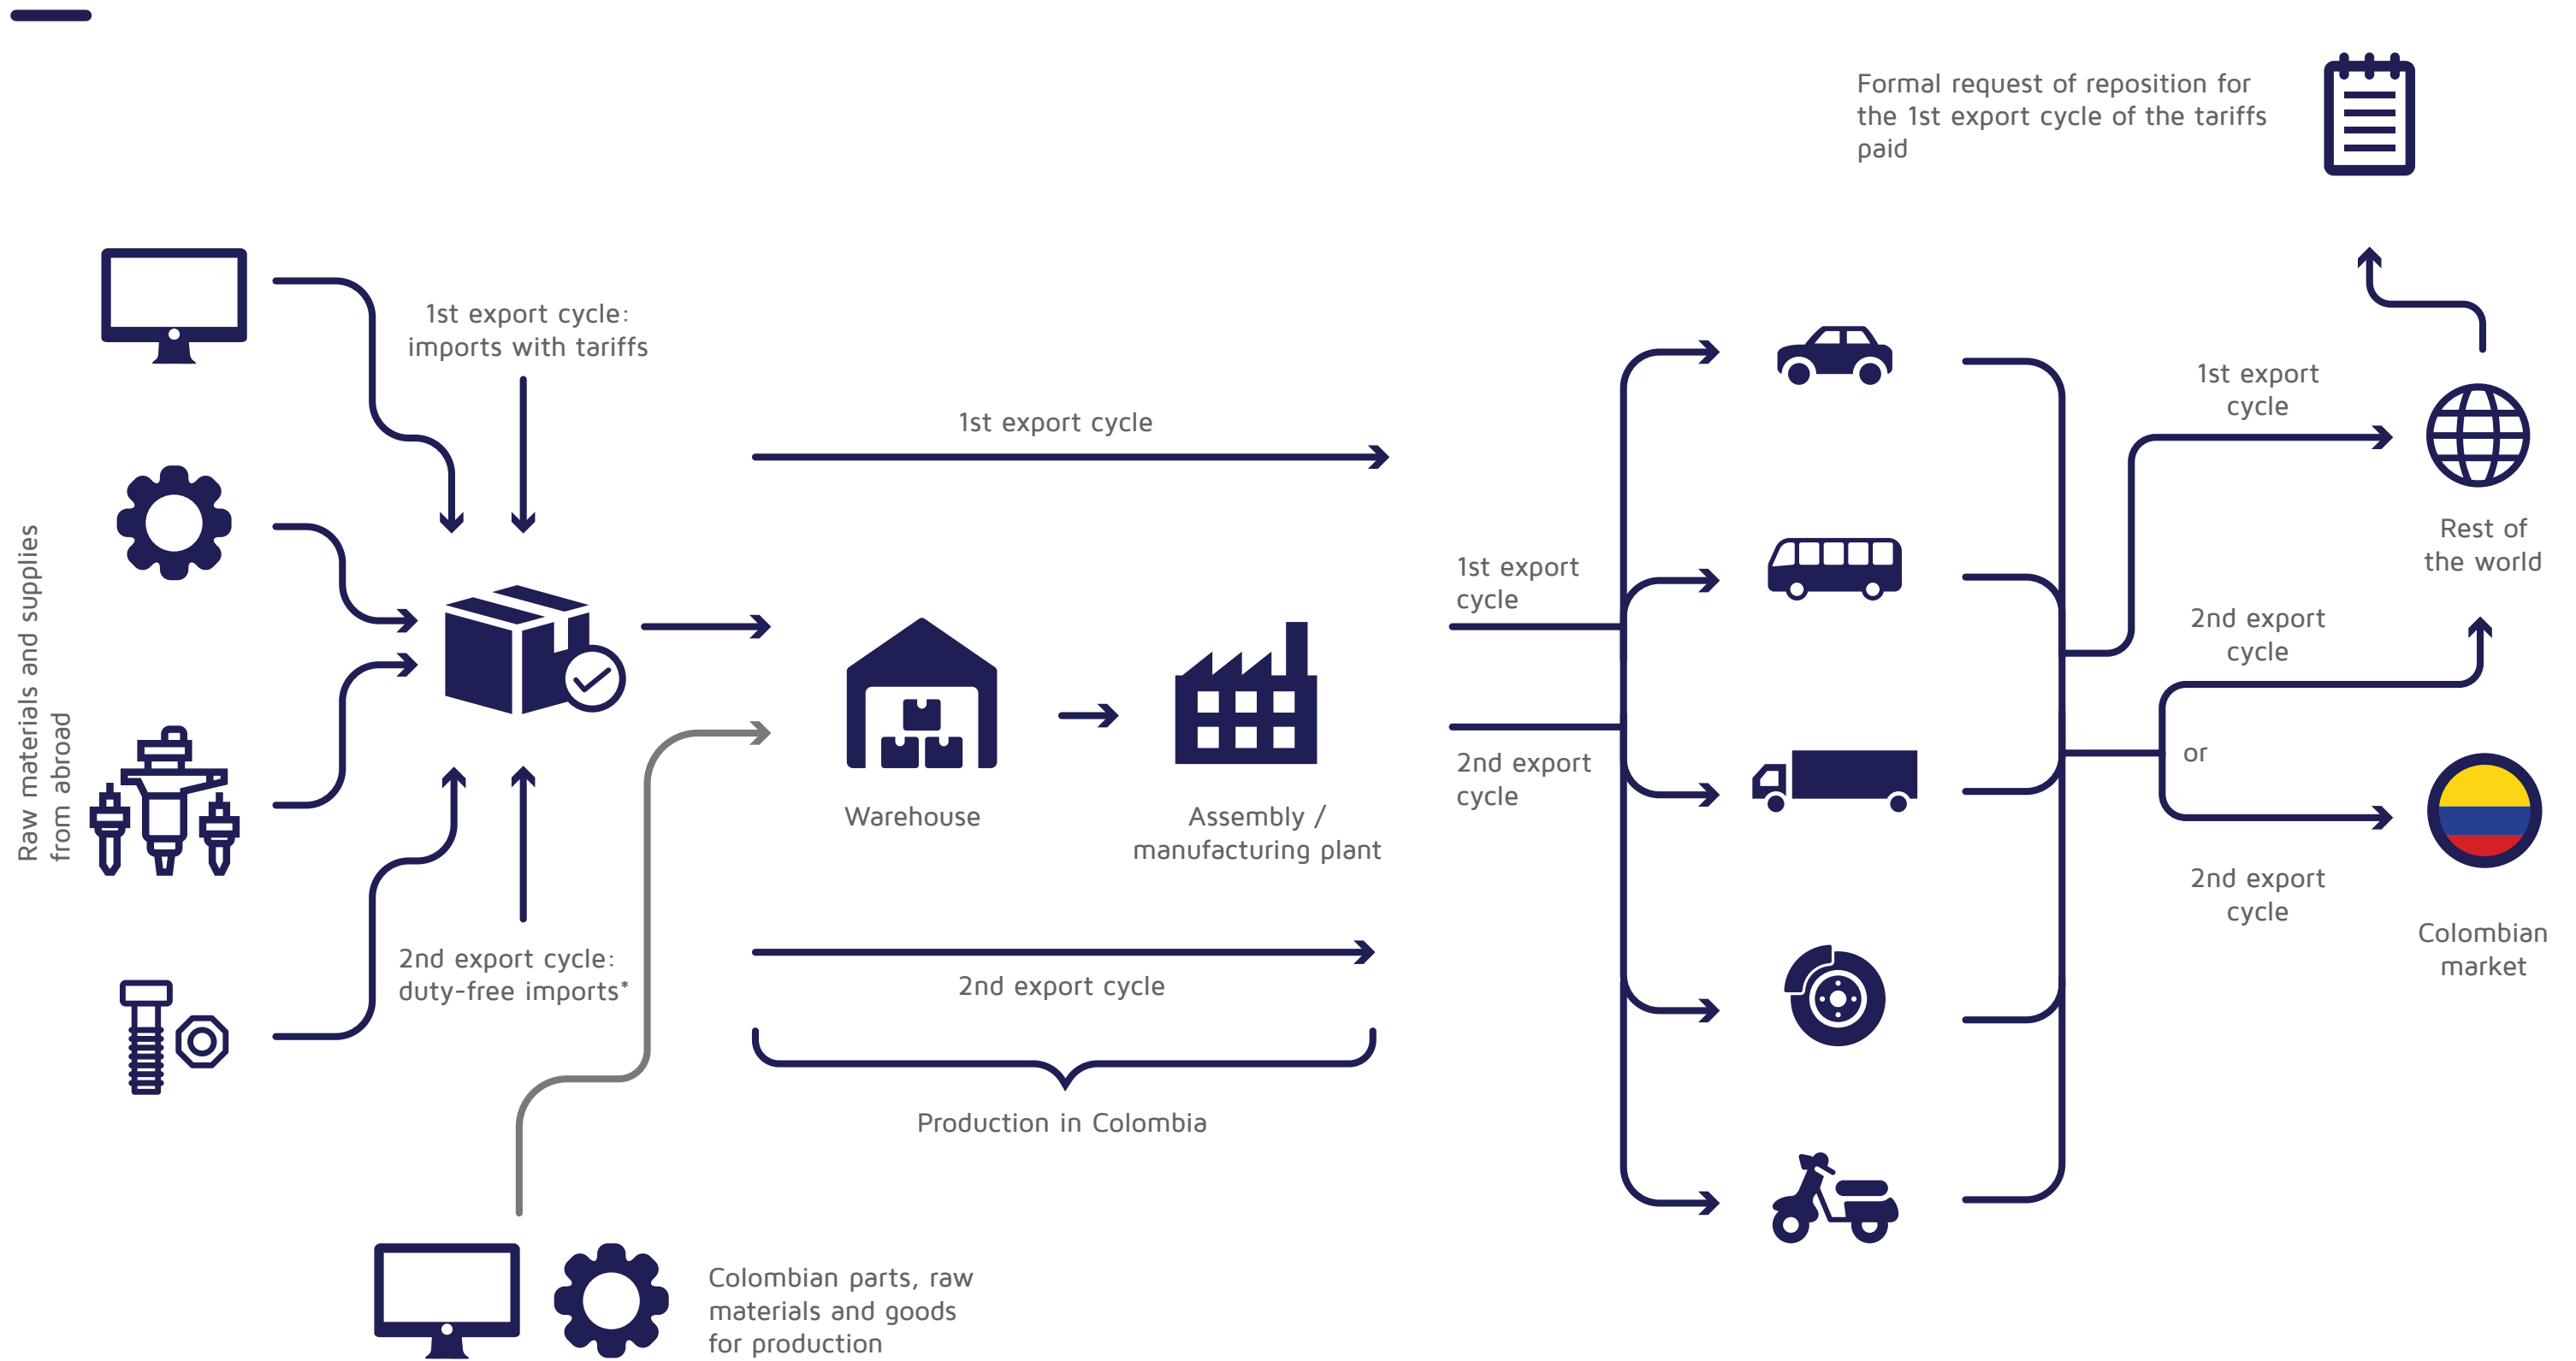 Formal request of reposition for
the 1st export cycle of the tariffs
paid
Raw materials and supplies
from abroad
1st export cycle:
imports with tariffs
1st export cycle
1st export
cycle
1st export
cycle
Rest of
the world
2nd export
cycle
or
2nd export
cycle
Warehouse
Assembly /
manufacturing plant
2nd export
cycle
Colombian
market
2nd export cycle:
duty-free imports*
2nd export cycle
Production in Colombia
Colombian parts, raw
materials and goods
for production